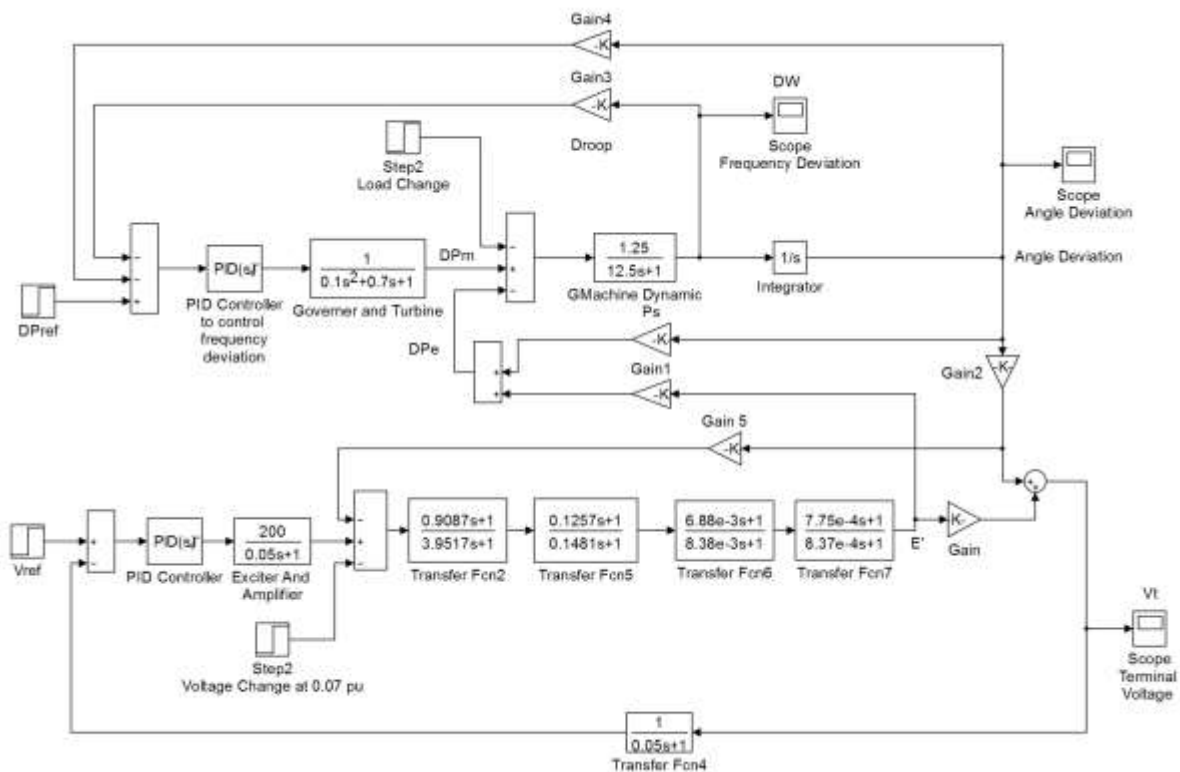 Gain4
-K
Gain3
-K
Droop
DW
Scope
Frequency Deviation
Step2
Load Change
Scope
Angle Deviation
DPref
PID(s)
PID Controller
to control
frequency
deviation
1
0.1s²+0.7s+1
Governer and Turbine
DPm
1.25
12.5s+1
GMachine Dynamic
1/s
Integrator
Angle Deviation
Ps
-K
DPe
Gain1
-K
Gain2
-K-
Gain 5
-K
Vref
PID(s)
PID Controller
200
0.05s+1
Exciter And
Amplifier
0.9087s+1
3.9517s+1
Transfer Fcn2
0.1257s+1
0.1481s+1
Transfer Fcn5
6.88e-3s+1
8.38e-3s+1
Transfer Fcn6
7.75e-4s+1
8.37e-4s+1
Transfer Fcn7
E'
K-
Gain
Step2
Voltage Change at 0.07 pu
Vt
Scope
Terminal
Voltage
1
0.05s+1
Transfer Fcn4